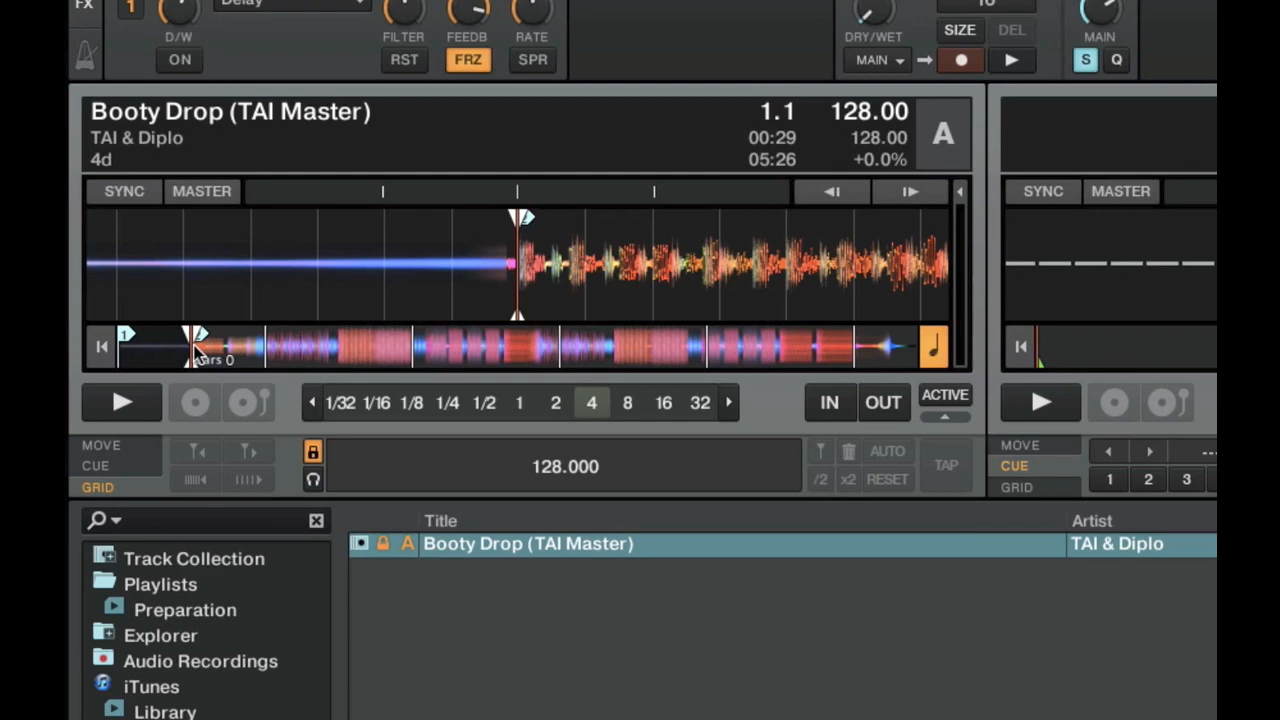 FX 1 Delay 16
D/W FILTER FEEDB RATE DRY/WET SIZE DEL MAIN
ON RST FRZ SPR MAIN S Q
Booty Drop (TAI Master) 1.1 128.00 A
TAI & Diplo 00:29 128.00
4d 05:26 +0.0%
SYNC MASTER SYNC MASTER
1
0
1/32 1/16 1/8 1/4 1/2 1 2 4 8 16 32 IN OUT ACTIVE
MOVE AUTO MOVE
CUE 128.000 TAP CUE
GRID /2 x2 RESET GRID 1 2 3
Title Artist
A Booty Drop (TAI Master) TAI & Diplo
Track Collection
Playlists
Preparation
Explorer
Audio Recordings
iTunes
Library